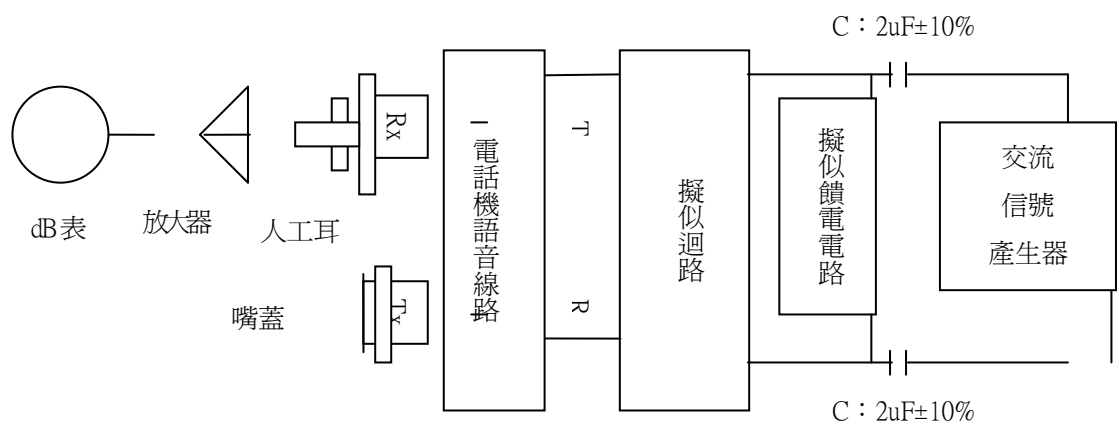 C：2uF±10%
dB表
放大器
人工耳
嘴蓋
Rx
Tx
電話機語音線路
T
R
擬似迴路
擬似饋電電路
交流
信號
產生器
C：2uF±10%